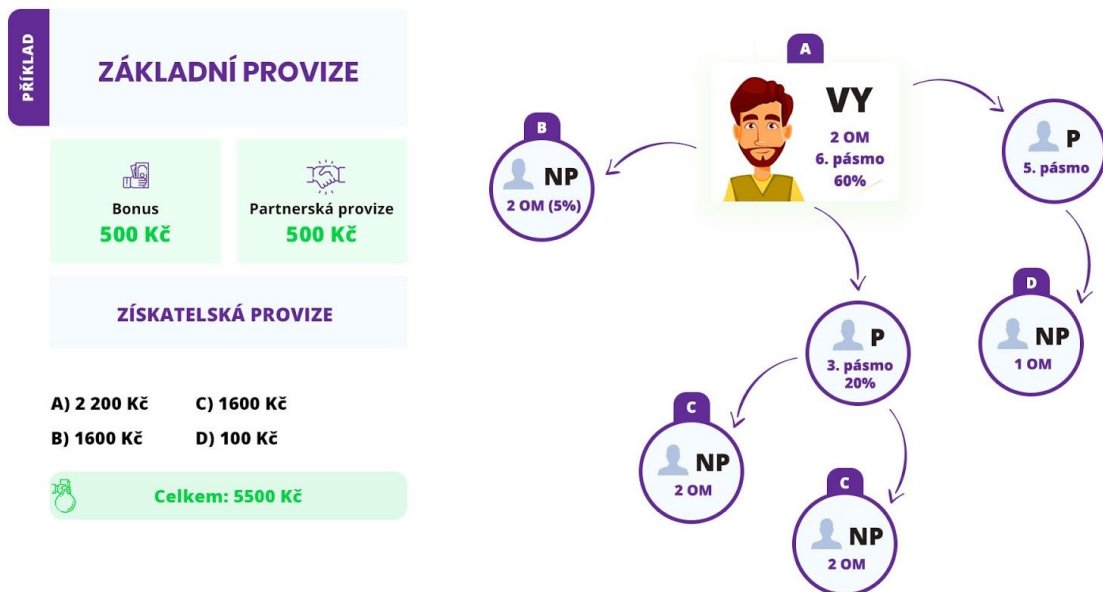 PŘÍKLAD
ZÁKLADNÍ PROVIZE
Bonus
500 Kč
Partnerská provize
500 Kč
ZÍSKATELSKÁ PROVIZE
A) 2 200 Kč
C) 1600 Kč
B) 1600 Kč
D) 100 Kč
Celkem: 5500 Kč
A
VY
2 OM
6. pásmo
60%
B
NP
2 OM (5%)
P
5. pásmo
D
NP
1 OM
P
3. pásmo
20%
C
NP
2 OM
C
NP
2 OM